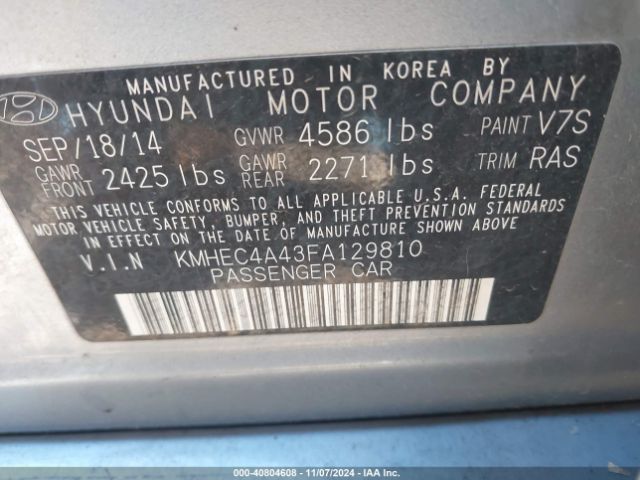 MANUFACTURED IN KOREA BY
HYUNDAI MOTOR COMPANY
SEP/18/14 GVWR 4586 lbs PAINT V7S
GAWR FRONT 2425 lbs GAWR REAR 2271 lbs TRIM RAS
THIS VEHICLE CONFORMS TO ALL APPLICABLE U.S.A. FEDERAL
MOTOR VEHICLE SAFETY, BUMPER, AND THEFT PREVENTION STANDARDS
IN EFFECT ON THE DATE OF MANUFACTURE SHOWN ABOVE
V.I.N KMHEC4A43FA129810
PASSENGER CAR
© - 40804608 - 11/07/2024 - IAA Inc.